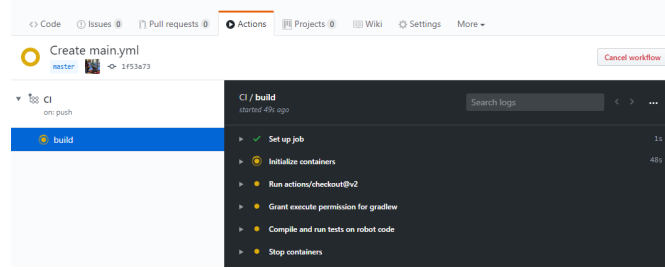 Code Issues 0 Pull requests 0 Actions Projects 0 Wiki Settings More
Create main.yml
master 1f53a73
Cancel workflow
CI
on: push
build
CI / build
started 49s ago
Search logs
Set up job 1s
Initialize containers 48s
Run actions/checkout@v2
Grant execute permission for gradlew
Compile and run tests on robot code
Stop containers